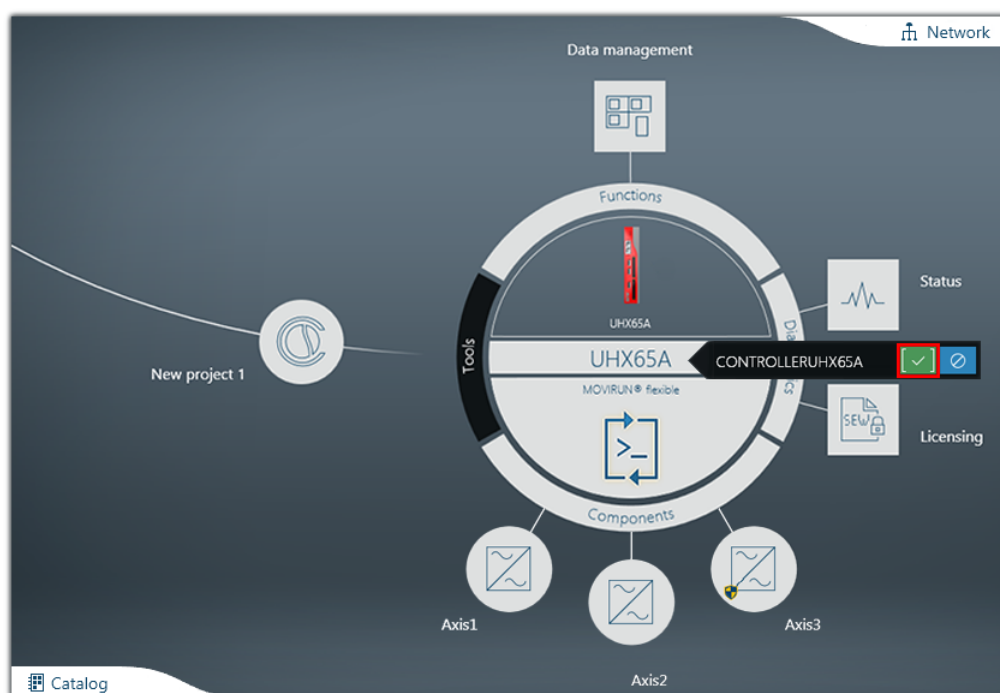 Network
Data management
Functions
UHX65A
Status
Diagnostics
Tools
UHX65A
CONTROLLERUHX65A
New project 1
MOVIRUN® flexible
SEW
Licensing
>_
Components
Axis1
Axis2
Axis3
Catalog